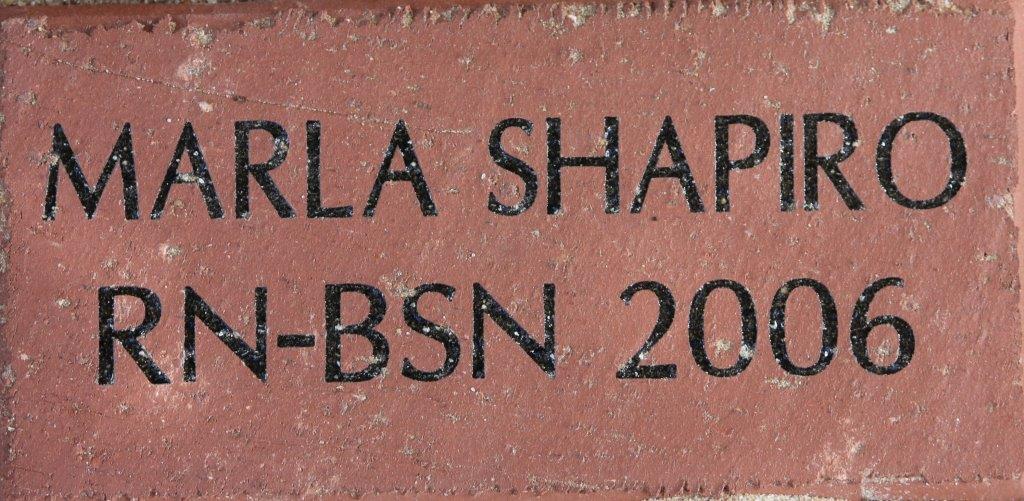 MARLA SHAPIRO
RN-BSN 2006